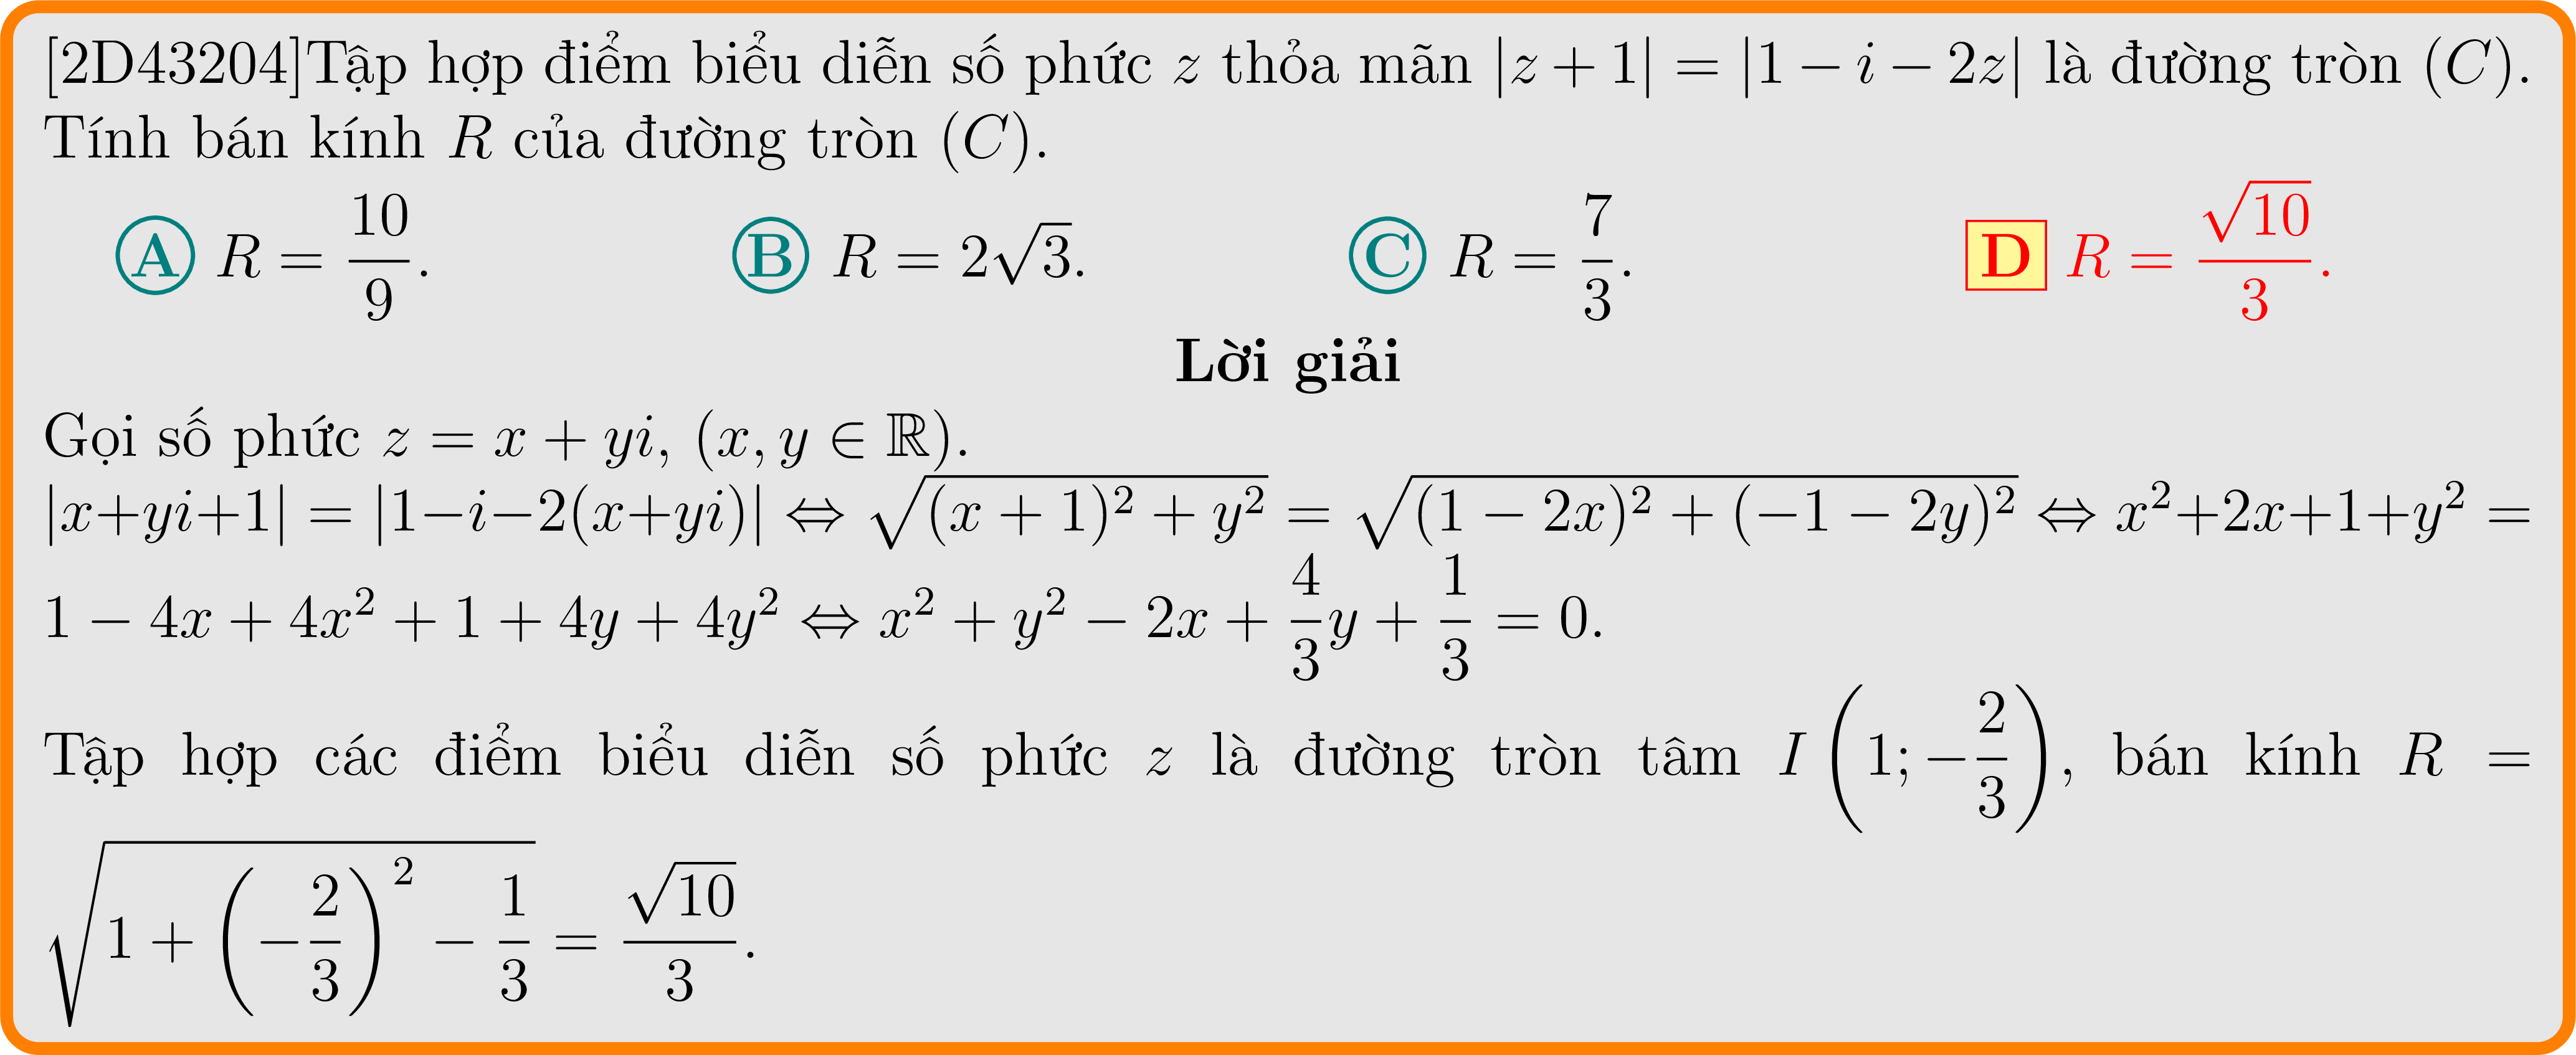 [2D43204]Tập hợp điểm biểu diễn số phức $z$ thỏa mãn $|z + 1| = |1 - i - 2z|$ là đường tròn $(C)$.
Tính bán kính $R$ của đường tròn $(C)$.
A $R = \frac{10}{9}$. B $R = 2\sqrt{3}$. C $R = \frac{7}{3}$. D $R = \frac{\sqrt{10}}{3}$.
Lời giải
Gọi số phức $z = x + yi$, $(x, y \in \mathbb{R})$.
$|x+yi+1| = |1-i-2(x+yi)| \Leftrightarrow \sqrt{(x + 1)^2 + y^2} = \sqrt{(1 - 2x)^2 + (-1 - 2y)^2} \Leftrightarrow x^2+2x+1+y^2 =$
$1 - 4x + 4x^2 + 1 + 4y + 4y^2 \Leftrightarrow x^2 + y^2 - 2x + \frac{4}{3}y + \frac{1}{3} = 0$.
Tập hợp các điểm biểu diễn số phức $z$ là đường tròn tâm $I\left(1; -\frac{2}{3}\right)$, bán kính $R =$
$\sqrt{1 + \left(-\frac{2}{3}\right)^2 - \frac{1}{3}} = \frac{\sqrt{10}}{3}$.